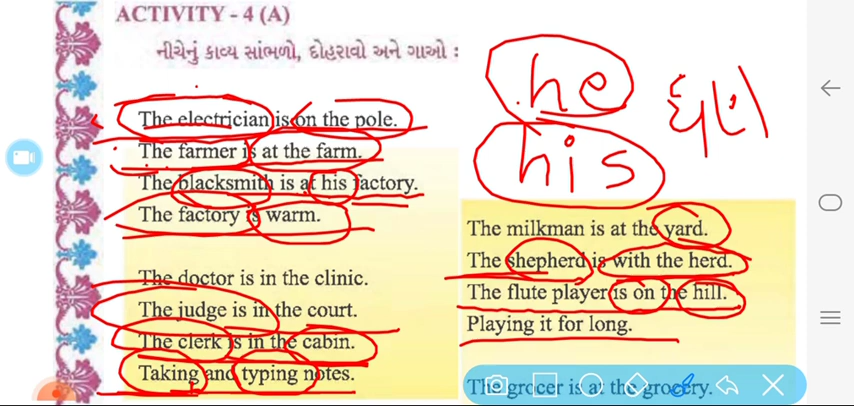 ACTIVITY - 4 (A)
નીચેનું કાવ્ય સાંભળો, દોહરાવો અને ગાઓ :
The electrician is on the pole.
The farmer is at the farm.
The blacksmith is at his factory.
The factory is warm.
The doctor is in the clinic.
The judge is in the court.
The clerk is in the cabin.
Taking and typing notes.
he
his
The milkman is at the yard.
The shepherd is with the herd.
The flute player is on the hill.
Playing it for long.
The grocer is at the grocery.